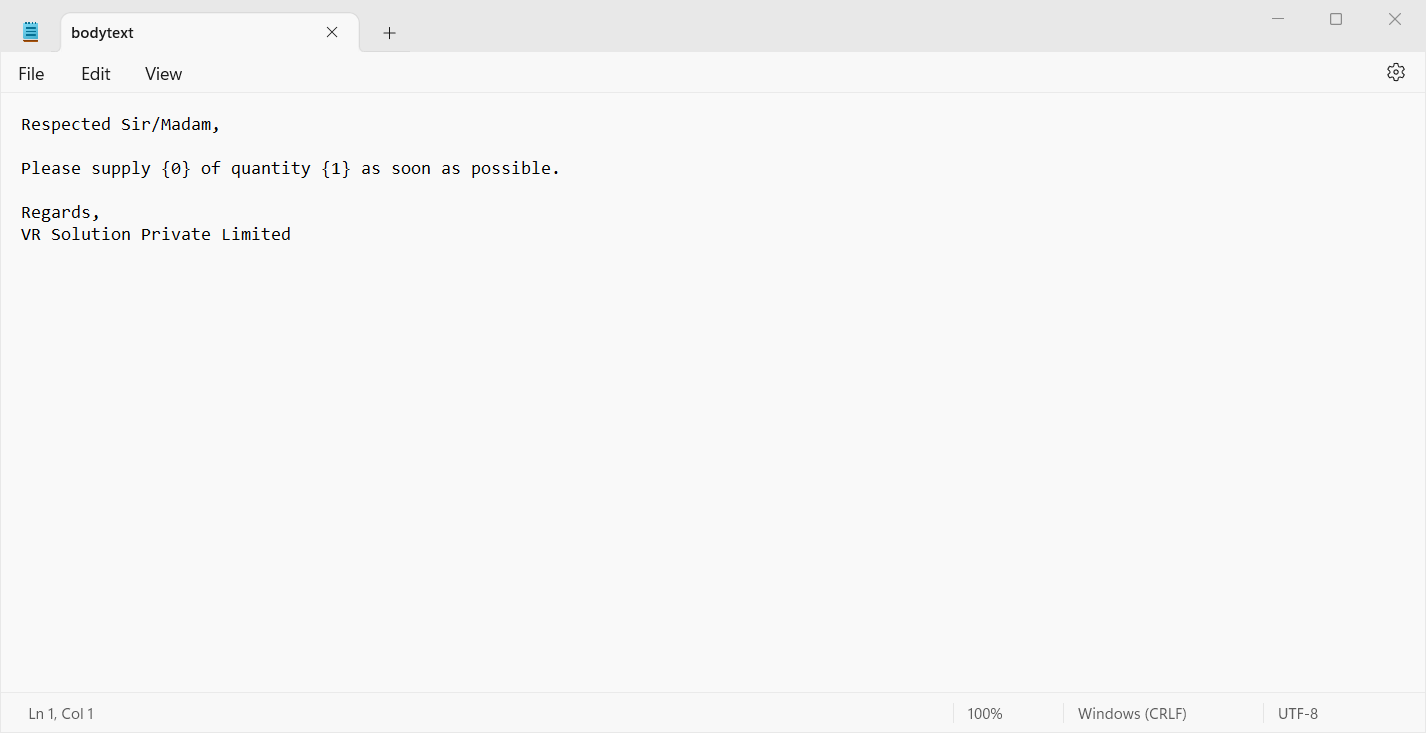 bodytext
File Edit View
Respected Sir/Madam,
Please supply {0} of quantity {1} as soon as possible.
Regards,
VR Solution Private Limited
Ln 1, Col 1 100% Windows (CRLF) UTF-8